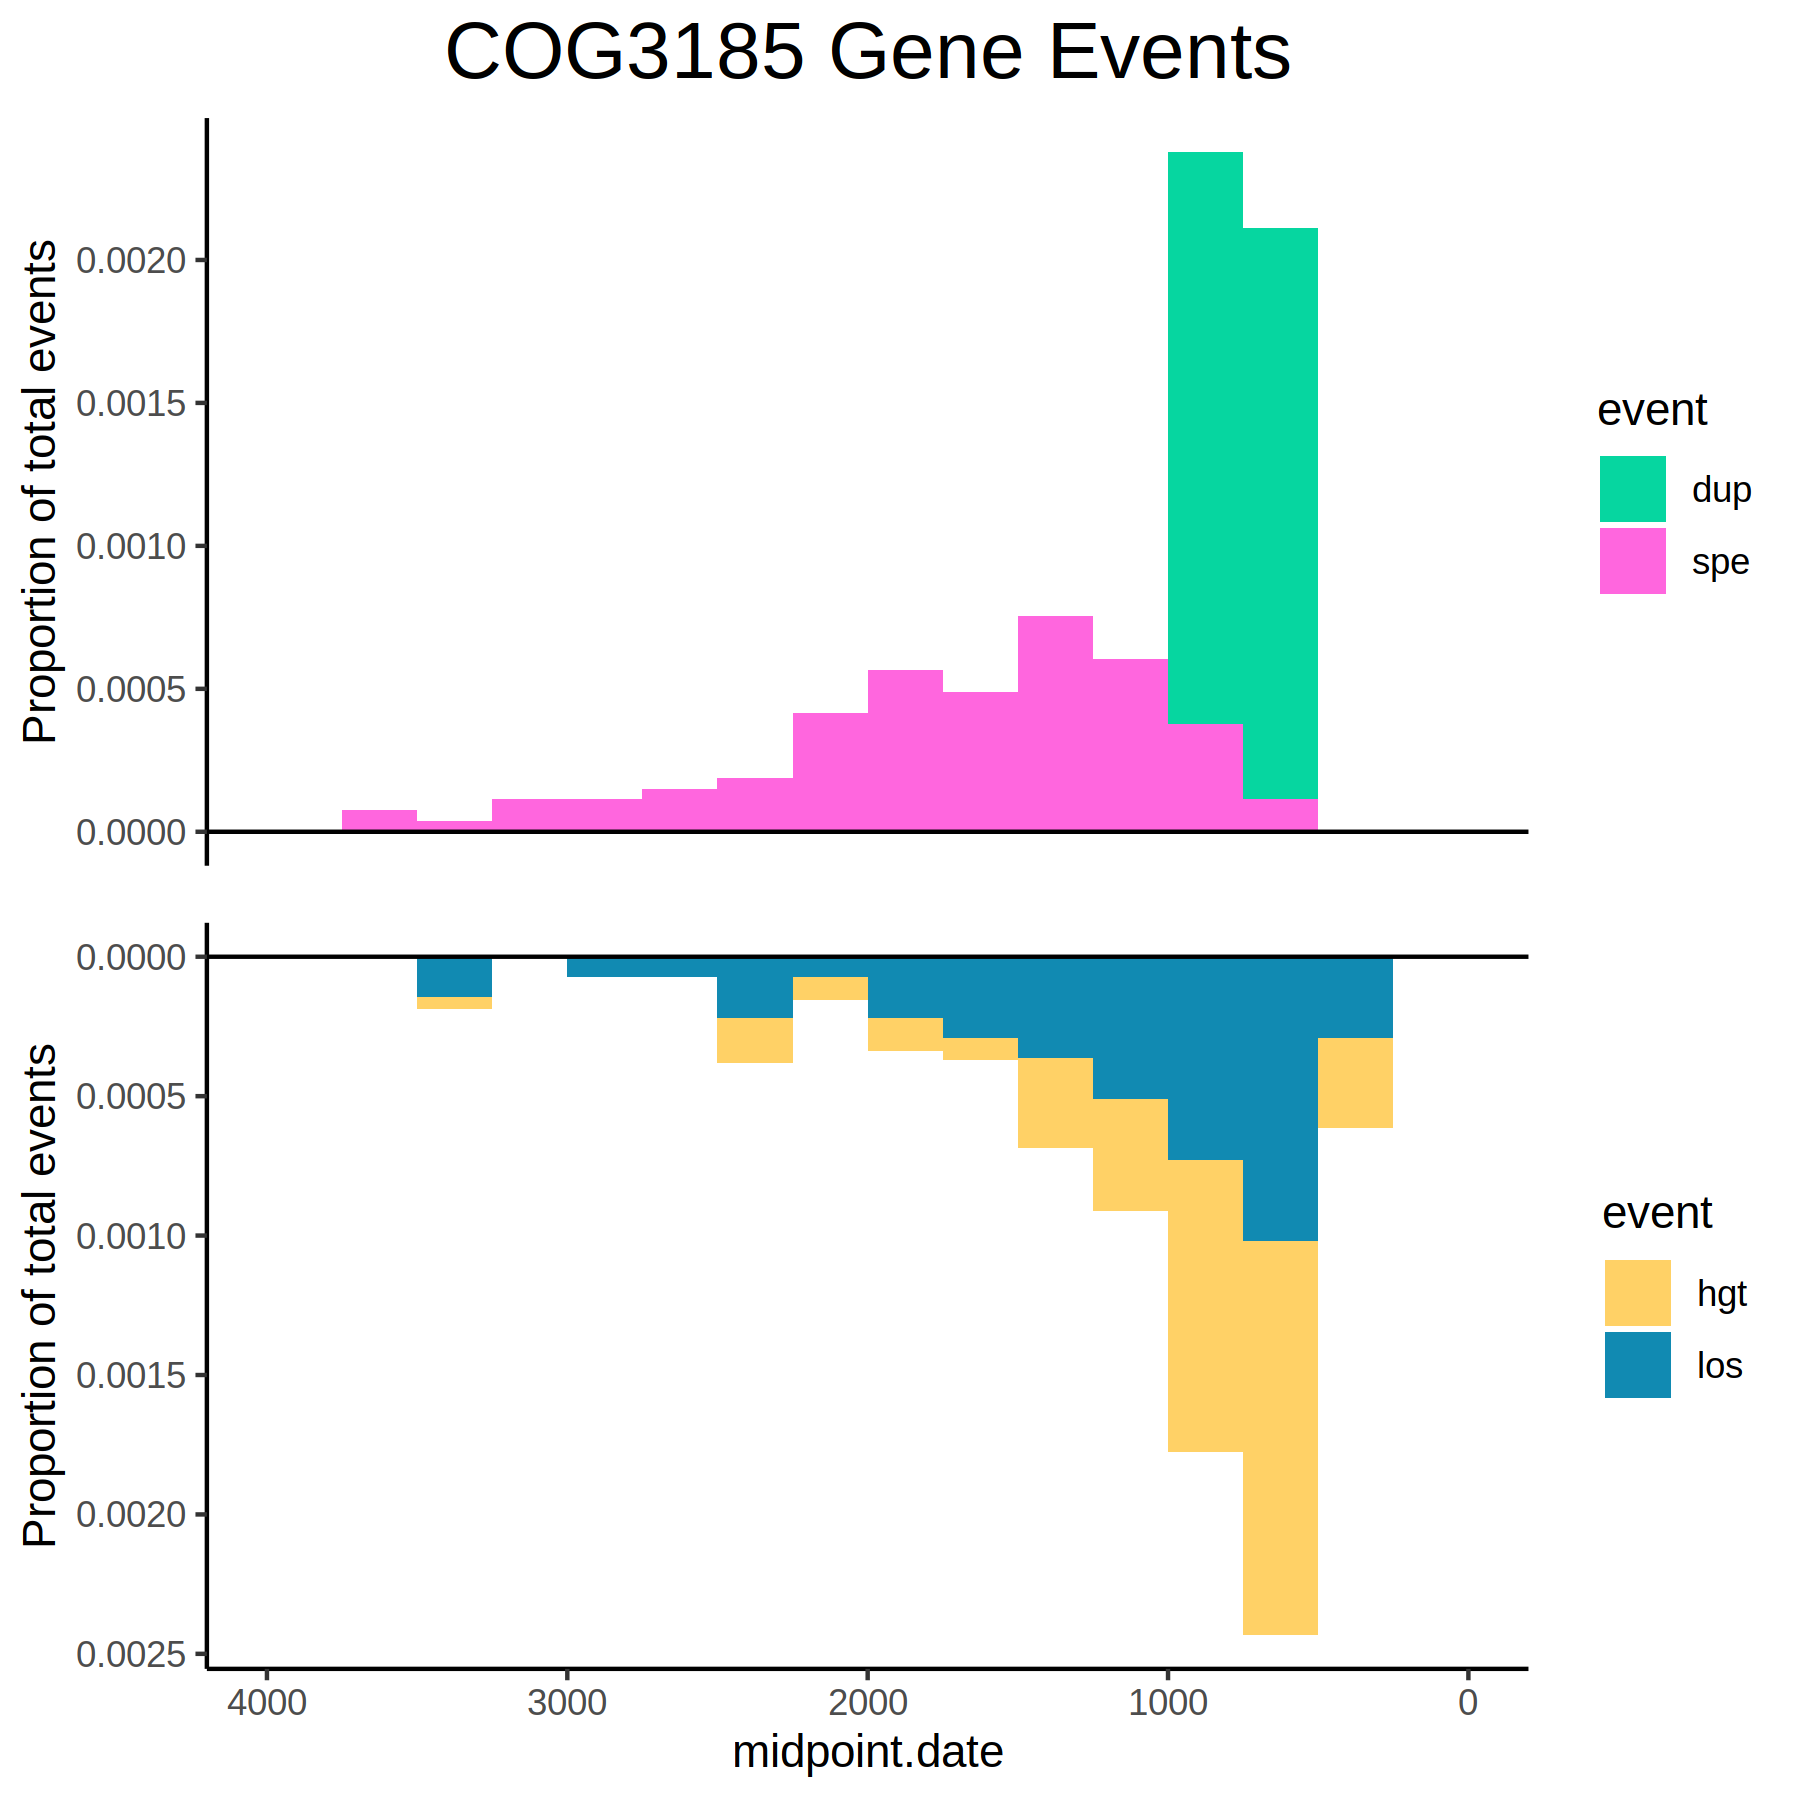 COG3185 Gene Events
Proportion of total events
0.0020
0.0015
0.0010
0.0005
0.0000
event
dup
spe
Proportion of total events
0.0000
0.0005
0.0010
0.0015
0.0020
0.0025
event
hgt
los
4000 3000 2000 1000 0
midpoint.date